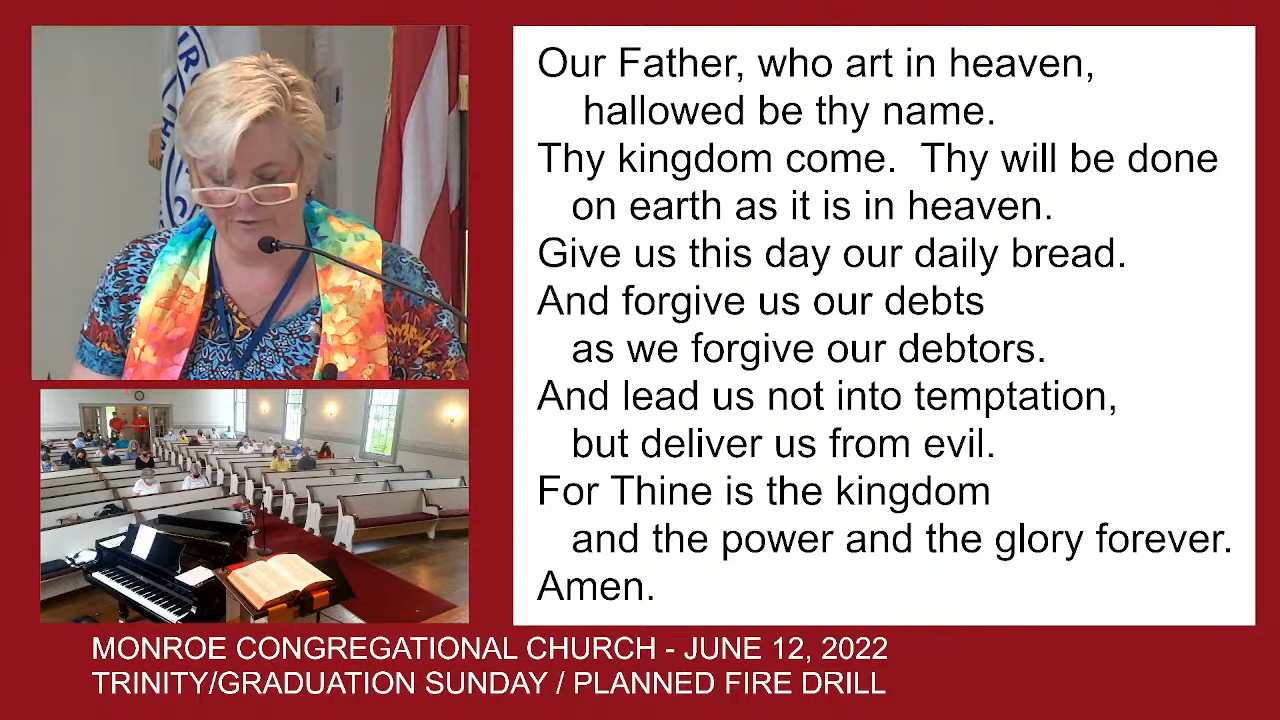 Our Father, who art in heaven,
hallowed be thy name.
Thy kingdom come.  Thy will be done
on earth as it is in heaven.
Give us this day our daily bread.
And forgive us our debts
as we forgive our debtors.
And lead us not into temptation,
but deliver us from evil.
For Thine is the kingdom
and the power and the glory forever.
Amen.
MONROE CONGREGATIONAL CHURCH - JUNE 12, 2022
TRINITY/GRADUATION SUNDAY / PLANNED FIRE DRILL